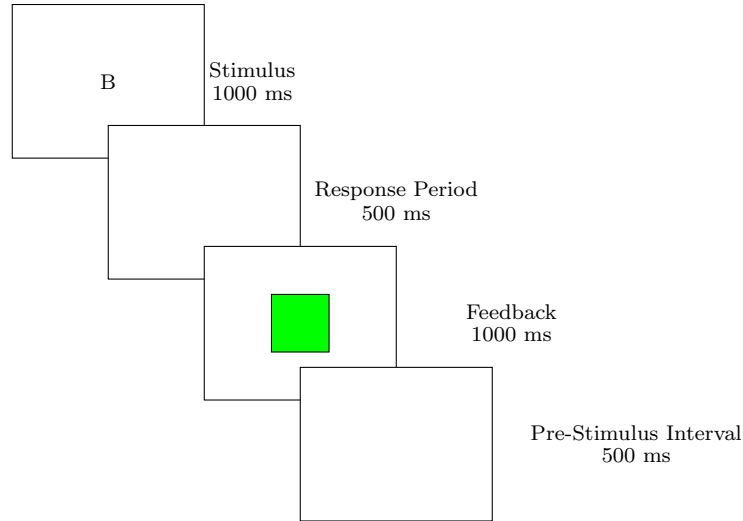 B
Stimulus
1000 ms
Response Period
500 ms
Feedback
1000 ms
Pre-Stimulus Interval
500 ms